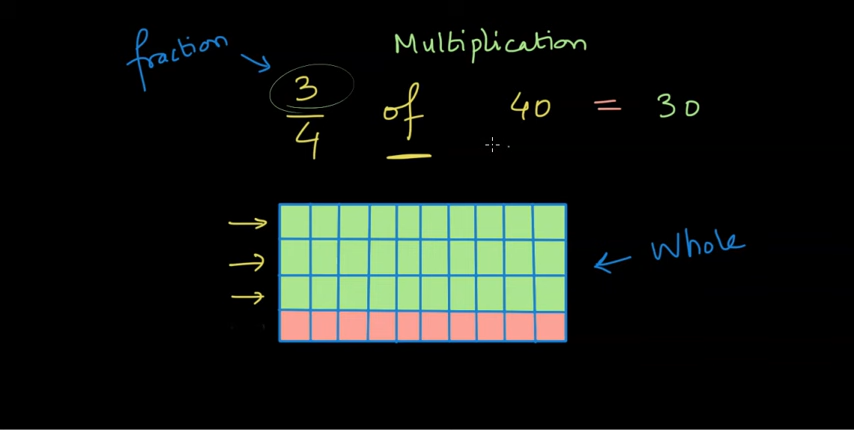 Multiplication
fraction
3/4 of 40 = 30
Whole